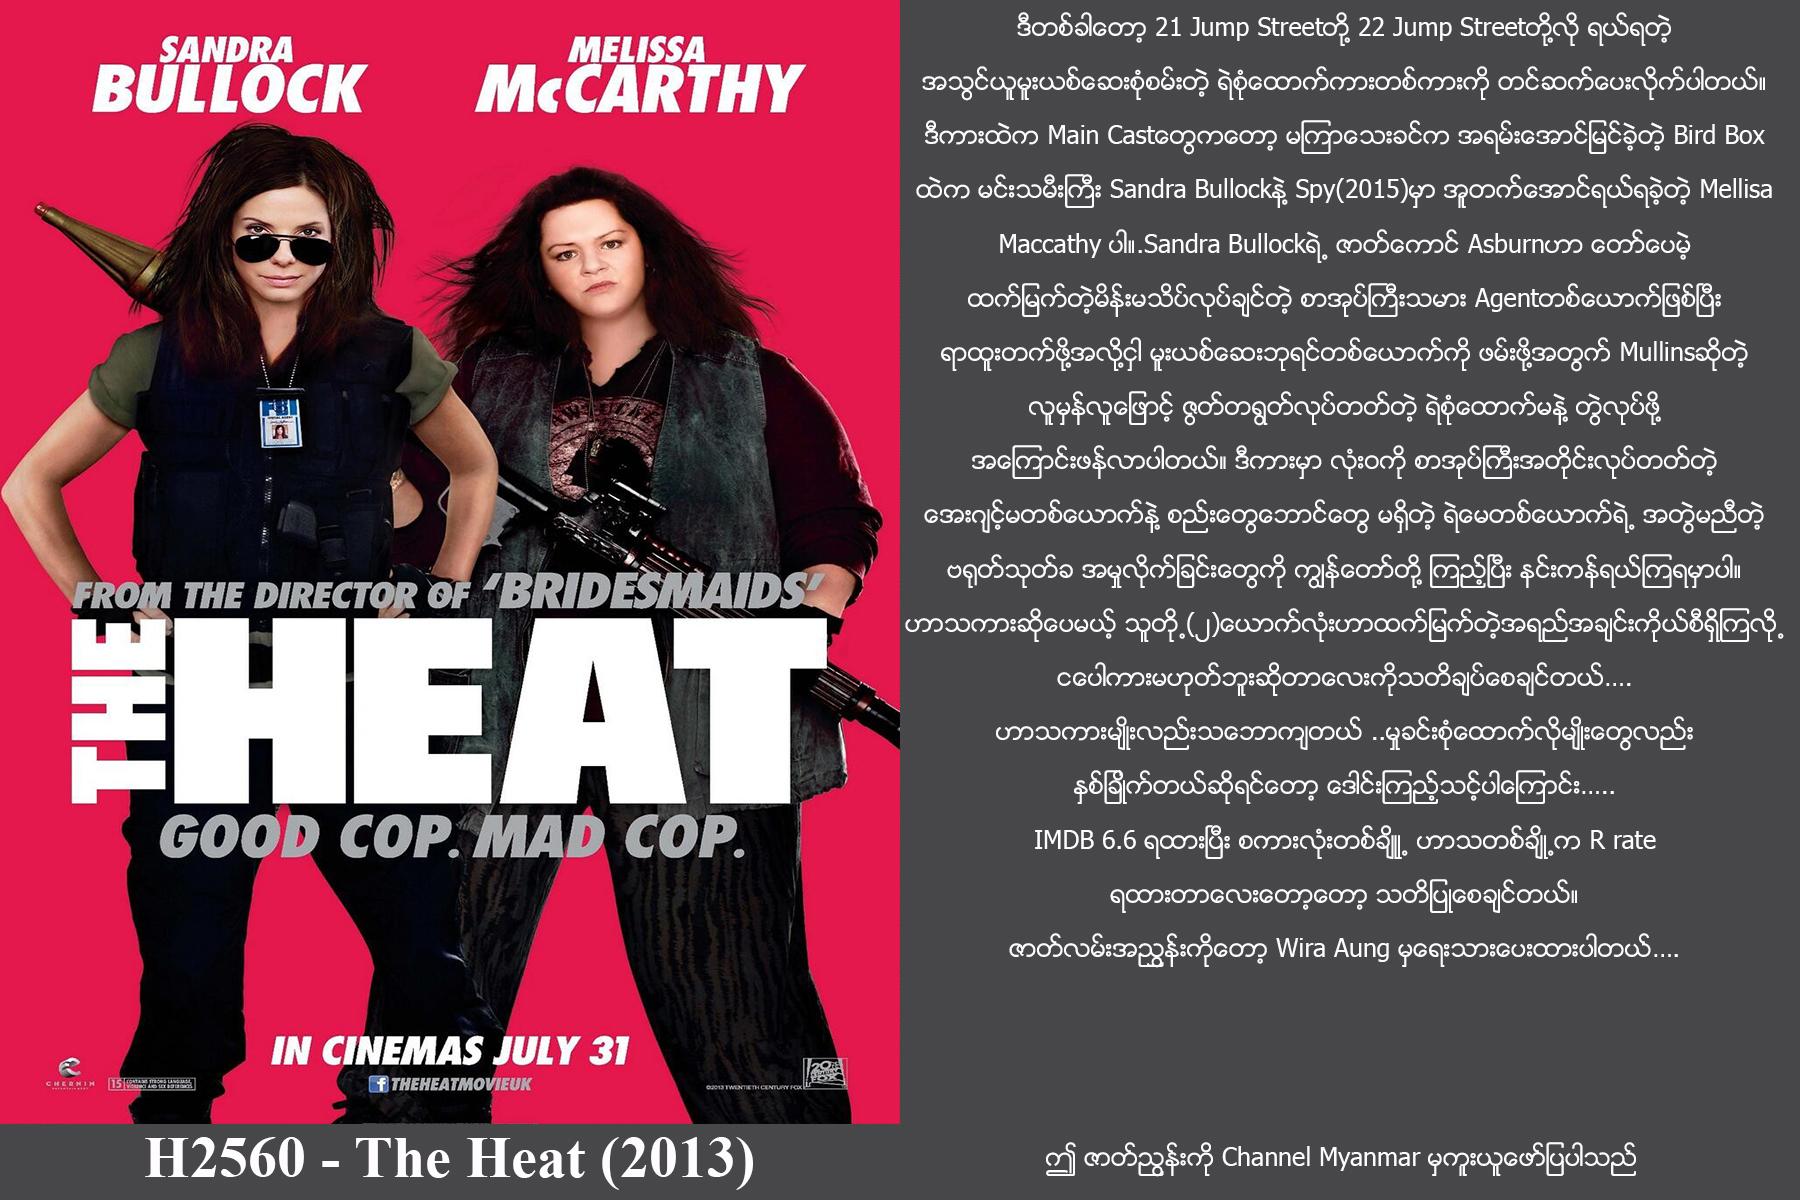 SANDRA
BULLOCK
MELISSA
McCARTHY
FBI
FROM THE DIRECTOR OF 'BRIDESMAIDS'
THE HEAT
GOOD COP. MAD COP.
IN CINEMAS JULY 31
THEHEATMOVIEUK
CHERNIN
ENTERTAINMENT
15 CONTAINS STRONG LANGUAGE, VIOLENCE AND SEX REFERENCES
©2013 TWENTIETH CENTURY FOX
20th CENTURY FOX
H2560 - The Heat (2013)
ဒီတစ်ခါတော့ 21 Jump Streetတို့ 22 Jump Streetတို့လို ရယ်ရတဲ့
အသွင်ယူမူးယစ်ဆေးစုံစမ်းတဲ့ ရဲစုံထောက်ကားတစ်ကားကို တင်ဆက်ပေးလိုက်ပါတယ်။
ဒီကားထဲက Main Castတွေကတော့ မကြာသေးခင်က အရမ်းအောင်မြင်ခဲ့တဲ့ Bird Box
ထဲက မင်းသမီးကြီး Sandra Bullockနဲ့ Spy(2015)မှာ အူတက်အောင်ရယ်ရခဲ့တဲ့ Mellisa
Maccathy ပါ။.Sandra Bullockရဲ့ ဇာတ်ကောင် Asburnဟာ တော်ပေမဲ့
ထက်မြက်တဲ့မိန်းမသိပ်လုပ်ချင်တဲ့ စာအုပ်ကြီးသမား Agentတစ်ယောက်ဖြစ်ပြီး
ရာထူးတက်ဖို့အလို့ငှါ မူးယစ်ဆေးဘုရင်တစ်ယောက်ကို ဖမ်းဖို့အတွက် Mullinsဆိုတဲ့
လူမှန်လူဖြောင့် ဇွတ်တရွတ်လုပ်တတ်တဲ့ ရဲစုံထောက်မနဲ့ တွဲလုပ်ဖို့
အကြောင်းဖန်လာပါတယ်။ ဒီကားမှာ လုံးဝကို စာအုပ်ကြီးအတိုင်းလုပ်တတ်တဲ့
အေးဂျင့်မတစ်ယောက်နဲ့ စည်းတွေဘောင်တွေ မရှိတဲ့ ရဲမေတစ်ယောက်ရဲ့ အတွဲမညီတဲ့
ဗရုတ်သုတ်ခ အမှုလိုက်ခြင်းတွေကို ကျွန်တော်တို့ ကြည့်ပြီး နင်းကန်ရယ်ကြရမှာပါ။
ဟာသကားဆိုပေမယ့် သူတို့(၂)ယောက်လုံးဟာထက်မြက်တဲ့အရည်အချင်းကိုယ်စီရှိကြလို့
ငပေါကားမဟုတ်ဘူးဆိုတာလေးကိုသတိချပ်စေချင်တယ်....
ဟာသကားမျိုးလည်းသဘောကျတယ် ..မှုခင်းစုံထောက်လိုမျိုးတွေလည်း
နှစ်ခြိုက်တယ်ဆိုရင်တော့ ဒေါင်းကြည့်သင့်ပါကြောင်း.....
IMDB 6.6 ရထားပြီး စကားလုံးတစ်ချို့ ဟာသတစ်ချို့က R rate
ရထားတာလေးတော့တော့ သတိပြုစေချင်တယ်။
ဇာတ်လမ်းအညွှန်းကိုတော့ Wira Aung မှရေးသားပေးထားပါတယ်....
ဤ ဇာတ်ညွှန်းကို Channel Myanmar မှကူးယူဖော်ပြပါသည်